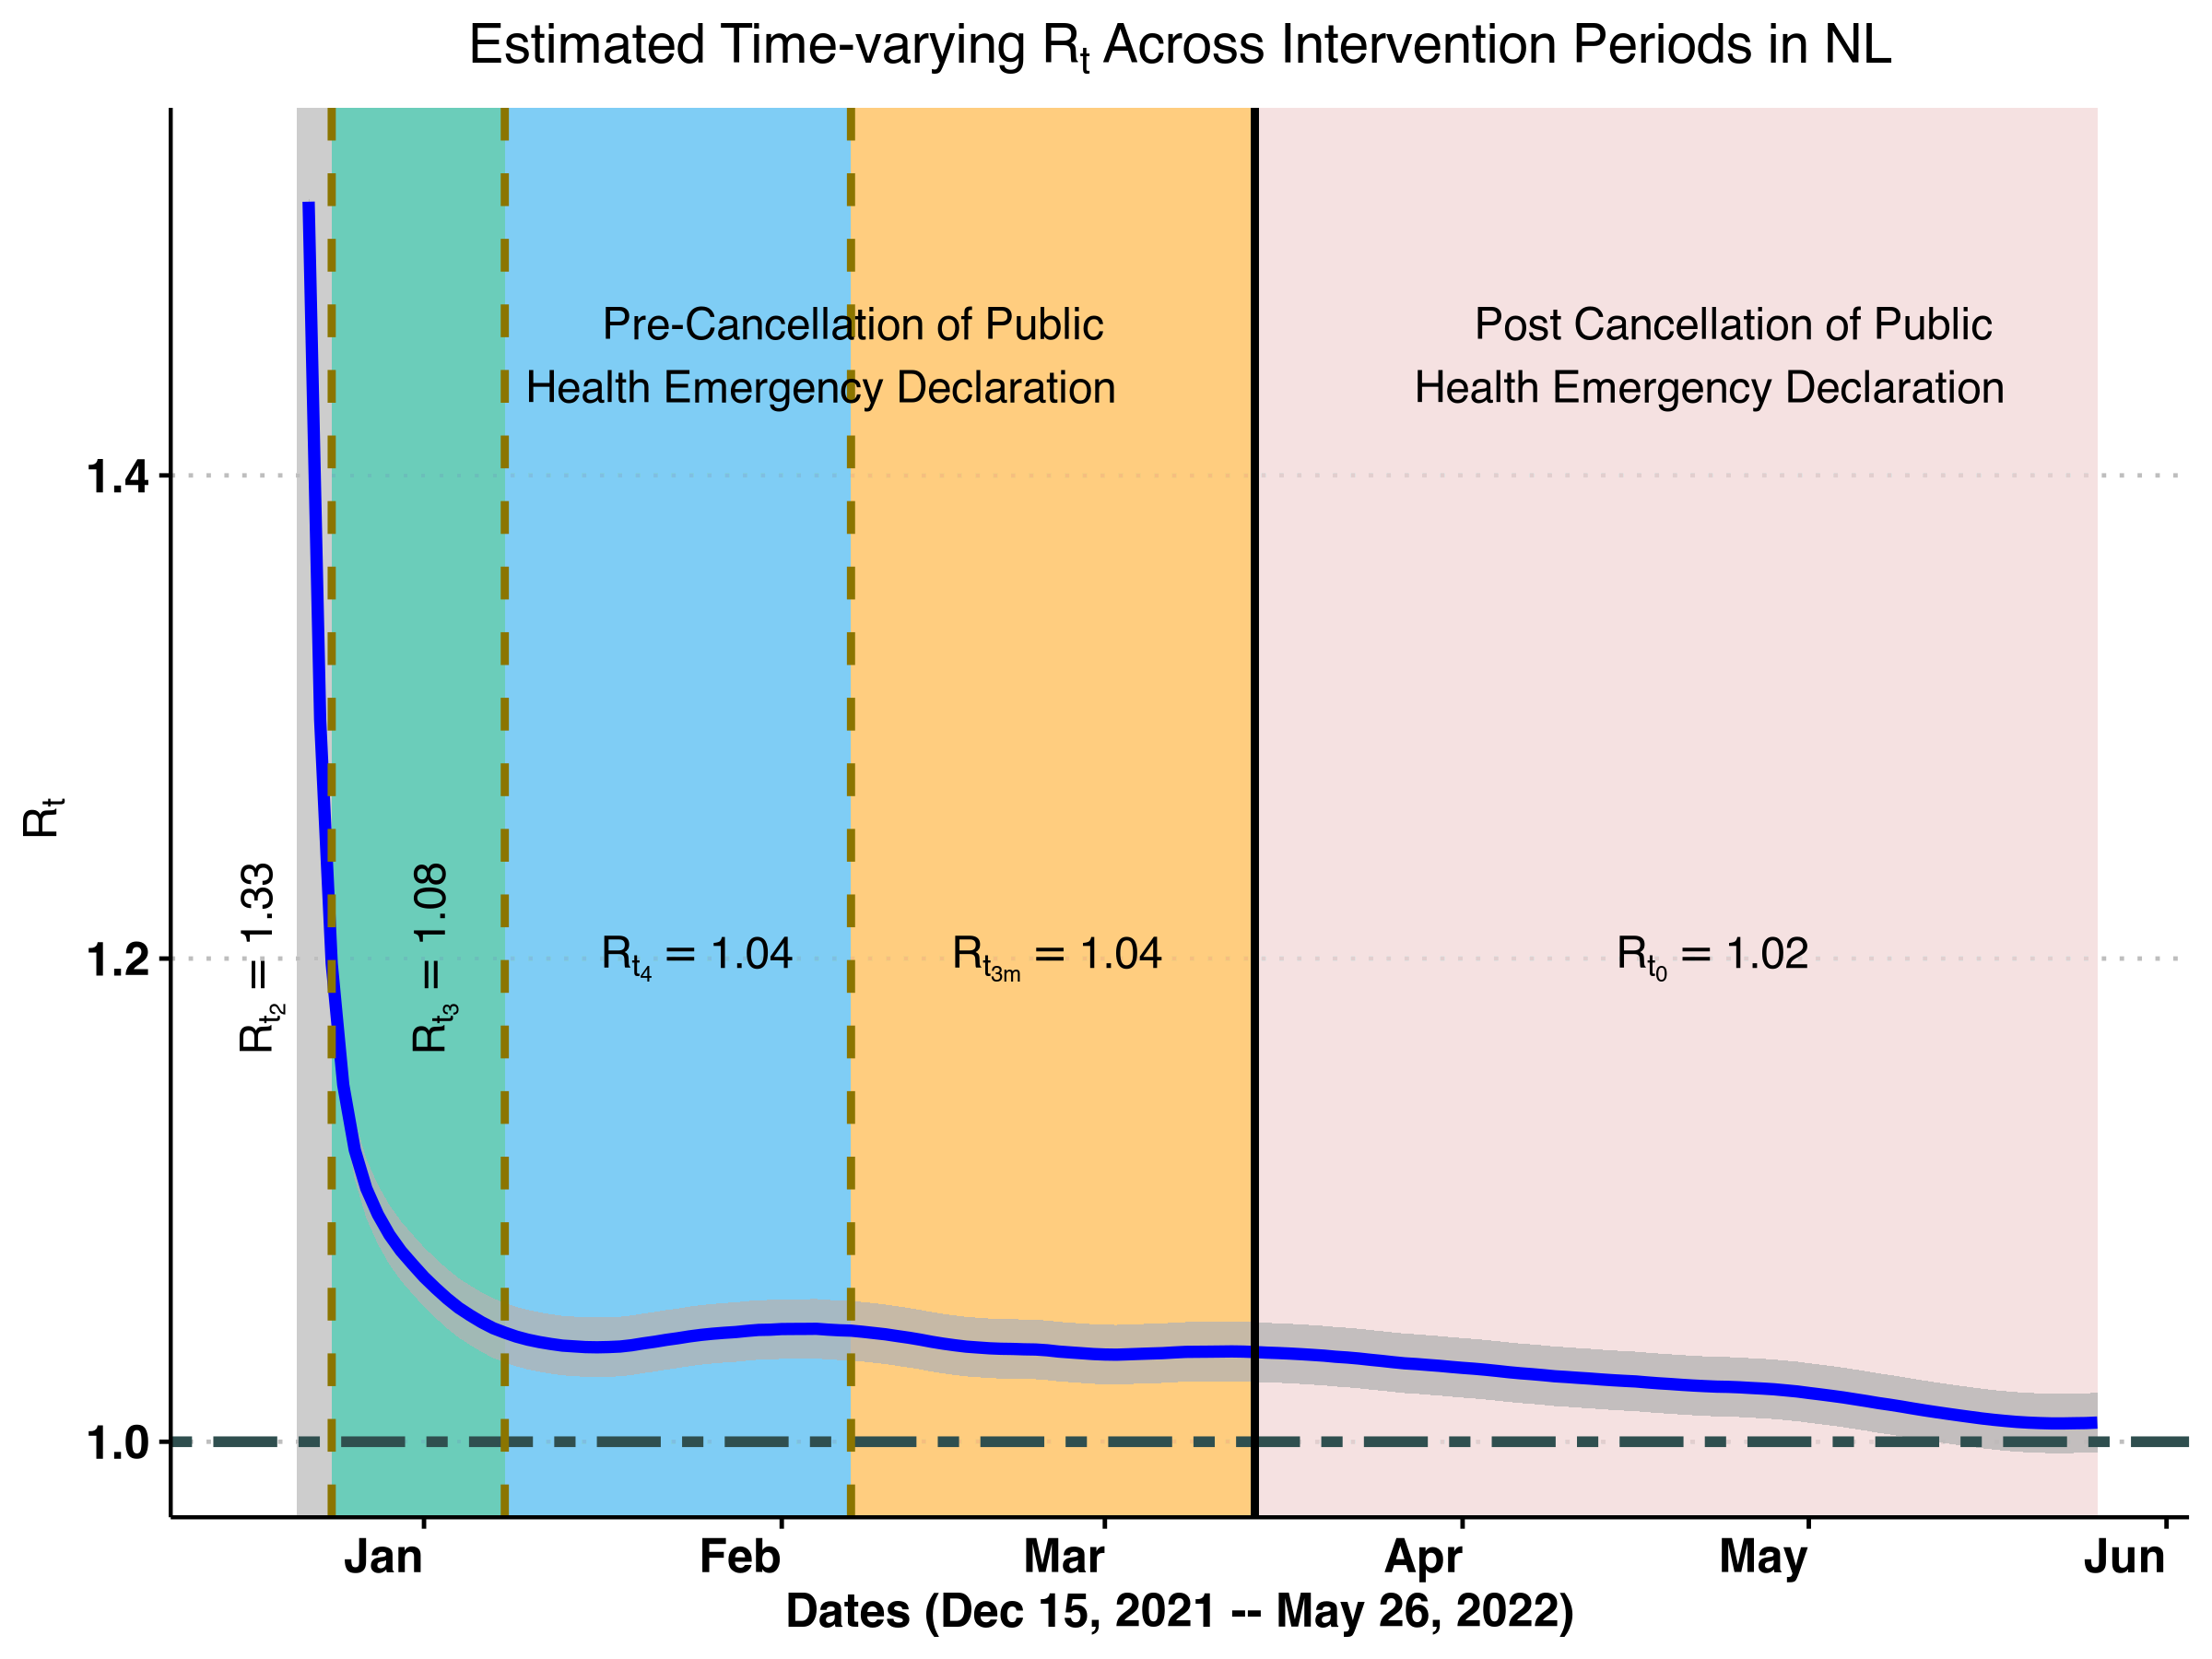 Estimated Time-varying Rt Across Intervention Periods in NL
Pre-Cancellation of Public
Health Emergency Declaration
Post Cancellation of Public
Health Emergency Declaration
Rt
1.4
1.2
1.0
Rt2 = 1.33
Rt3 = 1.08
Rt4 = 1.04
Rt3m = 1.04
Rt0 = 1.02
Jan
Feb
Mar
Apr
May
Jun
Dates (Dec 15, 2021 -- May 26, 2022)